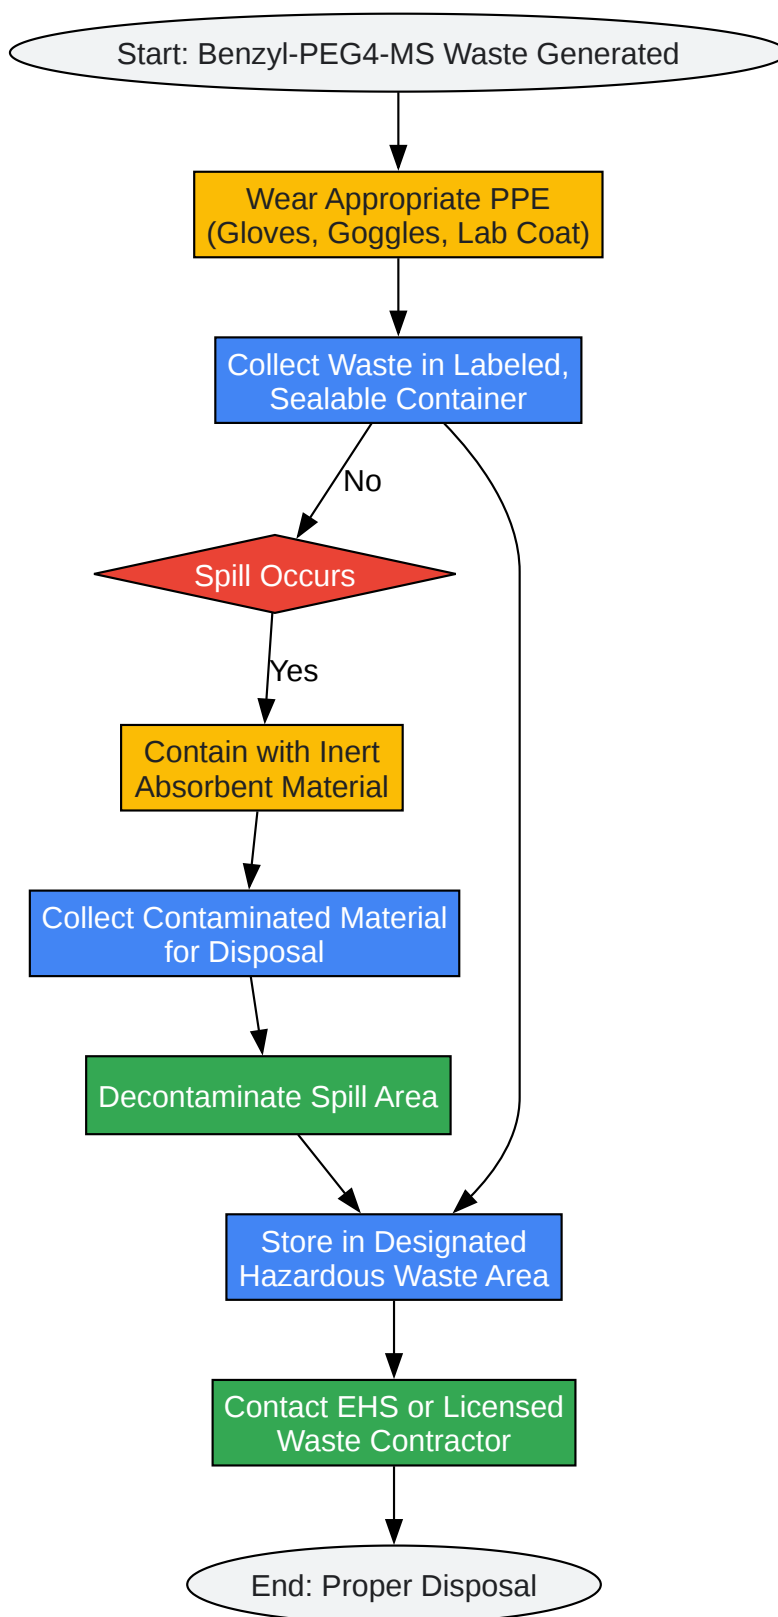 Start: Benzyl-PEG4-MS Waste Generated
Wear Appropriate PPE
(Gloves, Goggles, Lab Coat)
Collect Waste in Labeled,
Sealable Container
No
Spill Occurs
Yes
Contain with Inert
Absorbent Material
Collect Contaminated Material
for Disposal
Decontaminate Spill Area
Store in Designated
Hazardous Waste Area
Contact EHS or Licensed
Waste Contractor
End: Proper Disposal